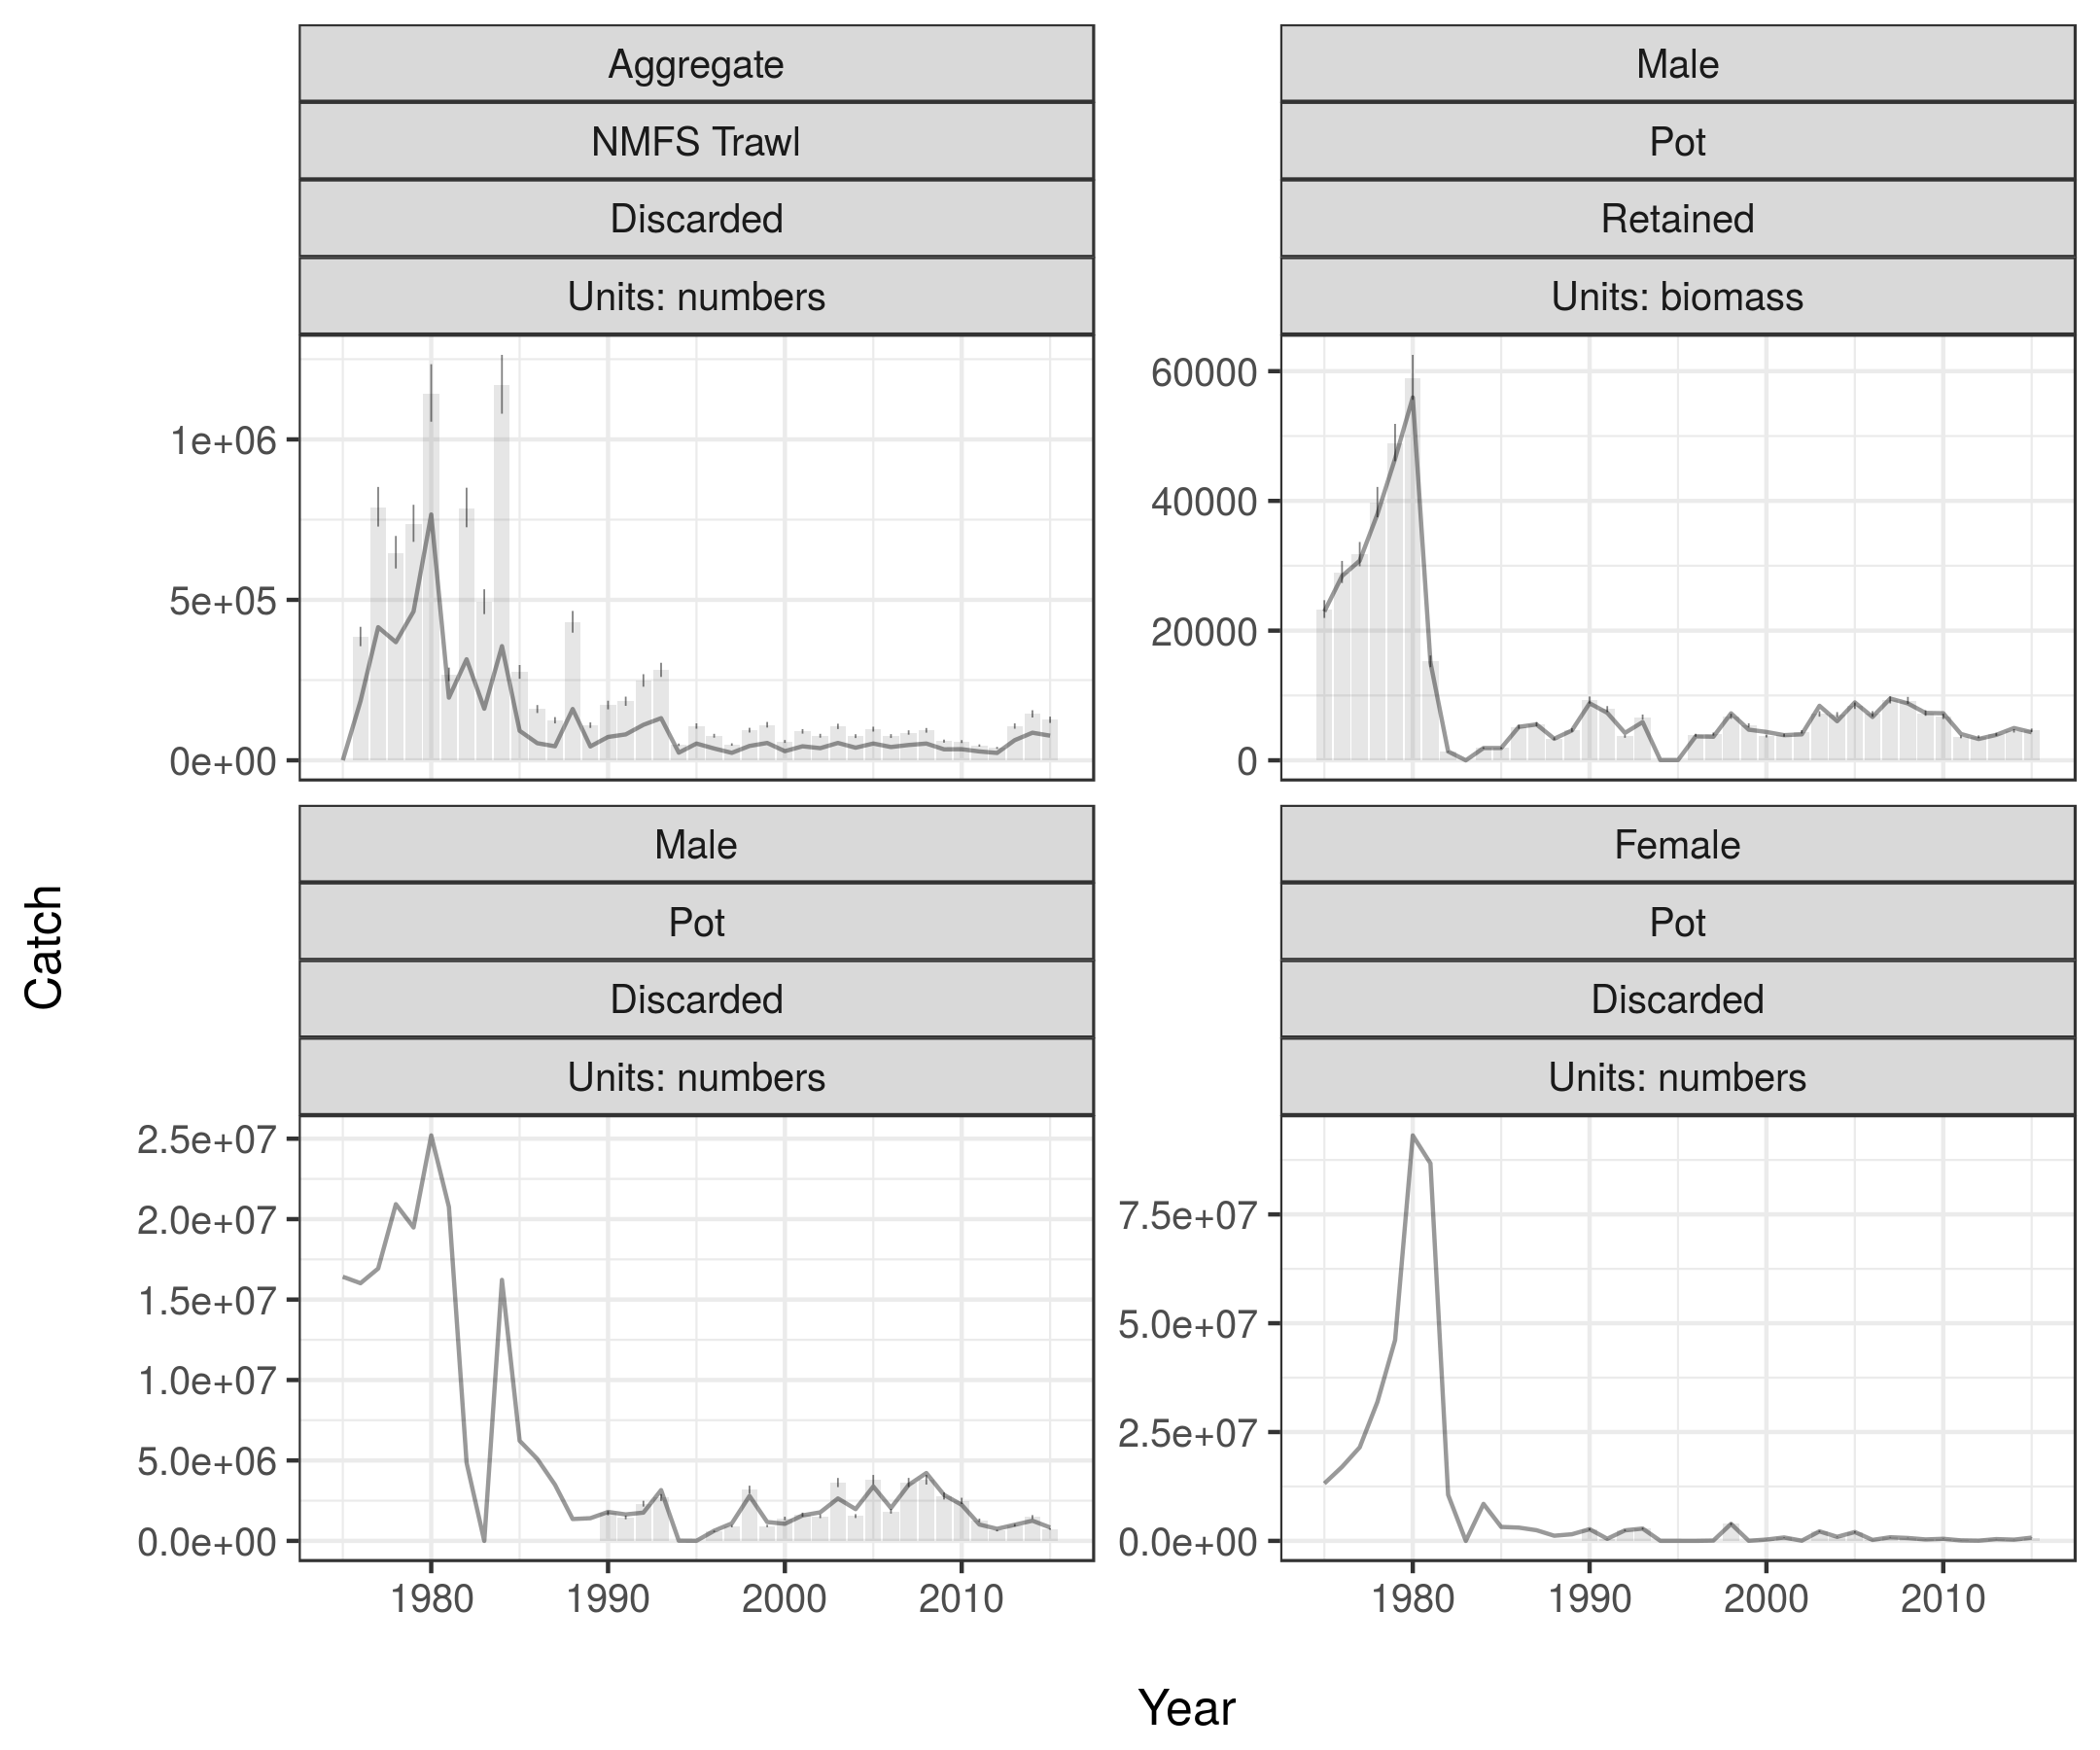 Aggregate
NMFS Trawl
Discarded
Units: numbers
1e+06
5e+05
0e+00
Male
Pot
Retained
Units: biomass
60000
40000
20000
0
Male
Pot
Discarded
Units: numbers
2.5e+07
2.0e+07
1.5e+07
1.0e+07
5.0e+06
0.0e+00
1980 1990 2000 2010
Female
Pot
Discarded
Units: numbers
7.5e+07
5.0e+07
2.5e+07
0.0e+00
1980 1990 2000 2010
Catch
Year